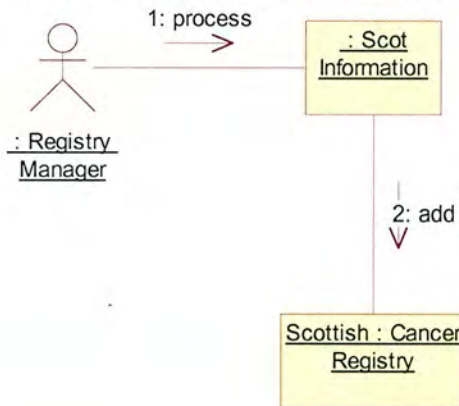 1: process
: Scot
Information
: Registry
Manager
2: add
Scottish : Cancer
Registry